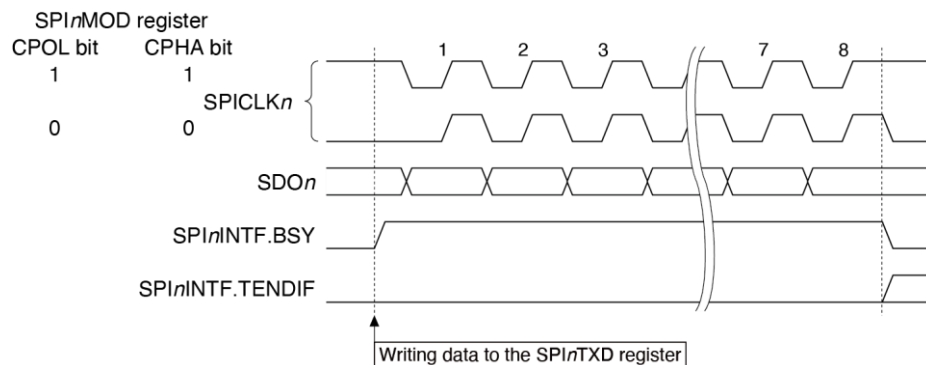 SPInMOD register
CPOL bit CPHA bit
1 1
0 0
SPICLKn
1 2 3 7 8
SDOn
SPInINTF.BSY
SPInINTF.TENDIF
Writing data to the SPInTXD register